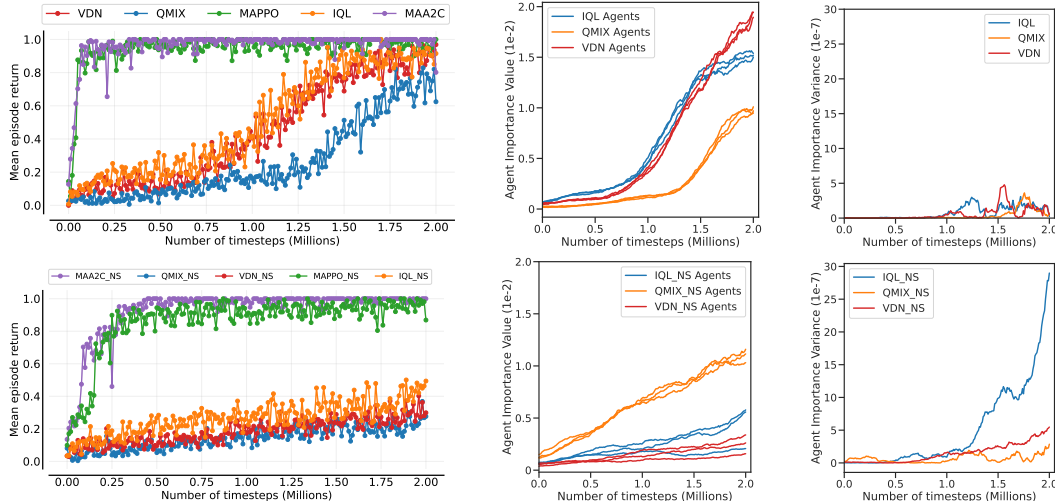 VDN QMIX MAPPO IQL MAA2C
Mean episode return
1.0
0.8
0.6
0.4
0.2
0.0
0.00 0.25 0.50 0.75 1.00 1.25 1.50 1.75 2.00
Number of timesteps (Millions)
IQL Agents
QMIX Agents
VDN Agents
Agent Importance Value (1e-2)
2.0
1.5
1.0
0.5
0
0.0 0.5 1.0 1.5 2.0
Number of timesteps (Millions)
IQL
QMIX
VDN
Agent Importance Variance (1e-7)
30
25
20
15
10
5
0
0.0 0.5 1.0 1.5 2.0
Number of timesteps (Millions)
MAA2C_NS QMIX_NS VDN_NS MAPPO_NS IQL_NS
Mean episode return
1.0
0.8
0.6
0.4
0.2
0.0
0.00 0.25 0.50 0.75 1.00 1.25 1.50 1.75 2.00
Number of timesteps (Millions)
IQL_NS Agents
QMIX_NS Agents
VDN_NS Agents
Agent Importance Value (1e-2)
2.0
1.5
1.0
0.5
0
0.0 0.5 1.0 1.5 2.0
Number of timesteps (Millions)
IQL_NS
QMIX_NS
VDN_NS
Agent Importance Variance (1e-7)
30
25
20
15
10
5
0
0.0 0.5 1.0 1.5 2.0
Number of timesteps (Millions)